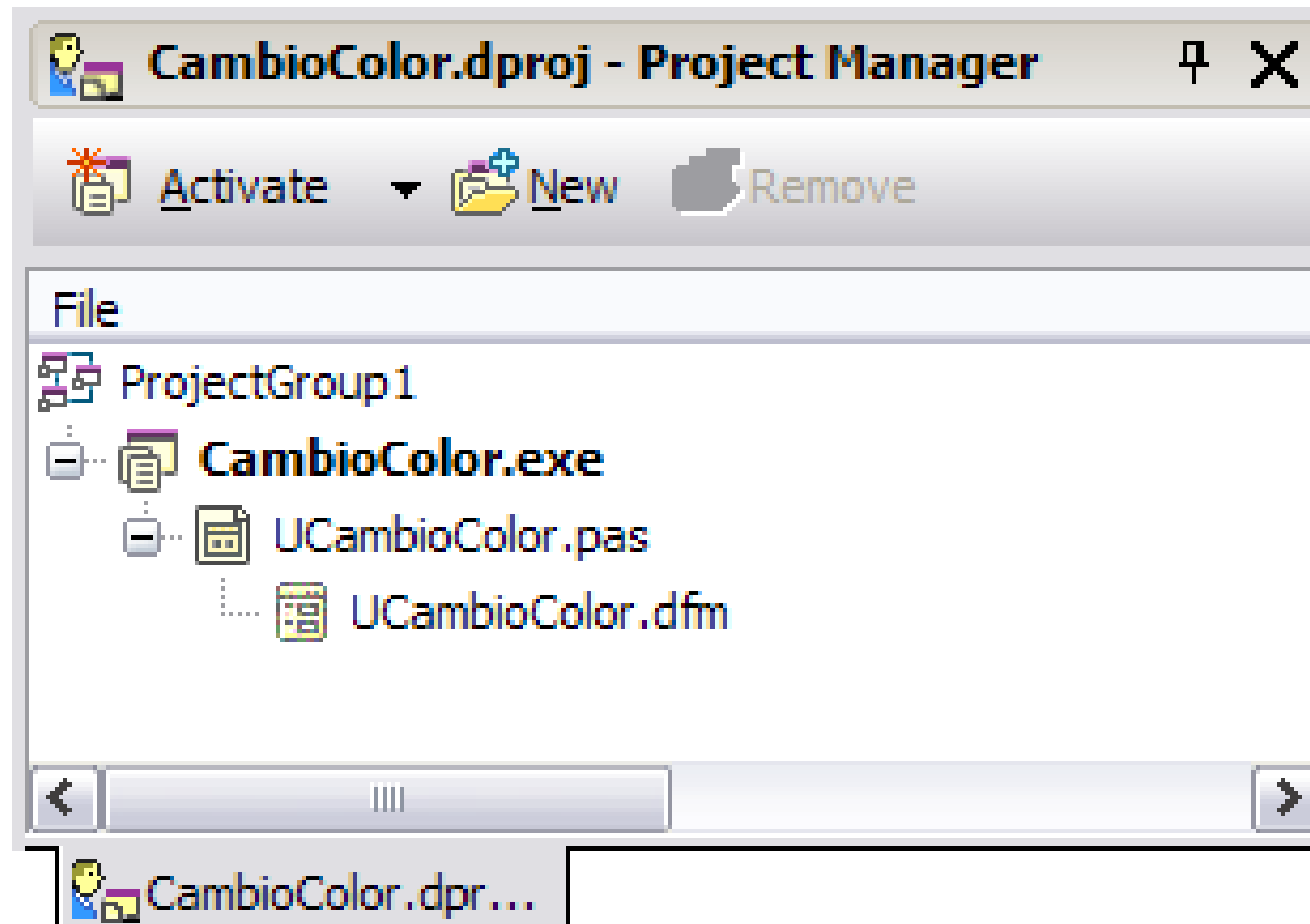 CambioColor.dproj - Project Manager
Activate New Remove
File
ProjectGroup1
CambioColor.exe
UCambioColor.pas
UCambioColor.dfm
CambioColor.dpr...